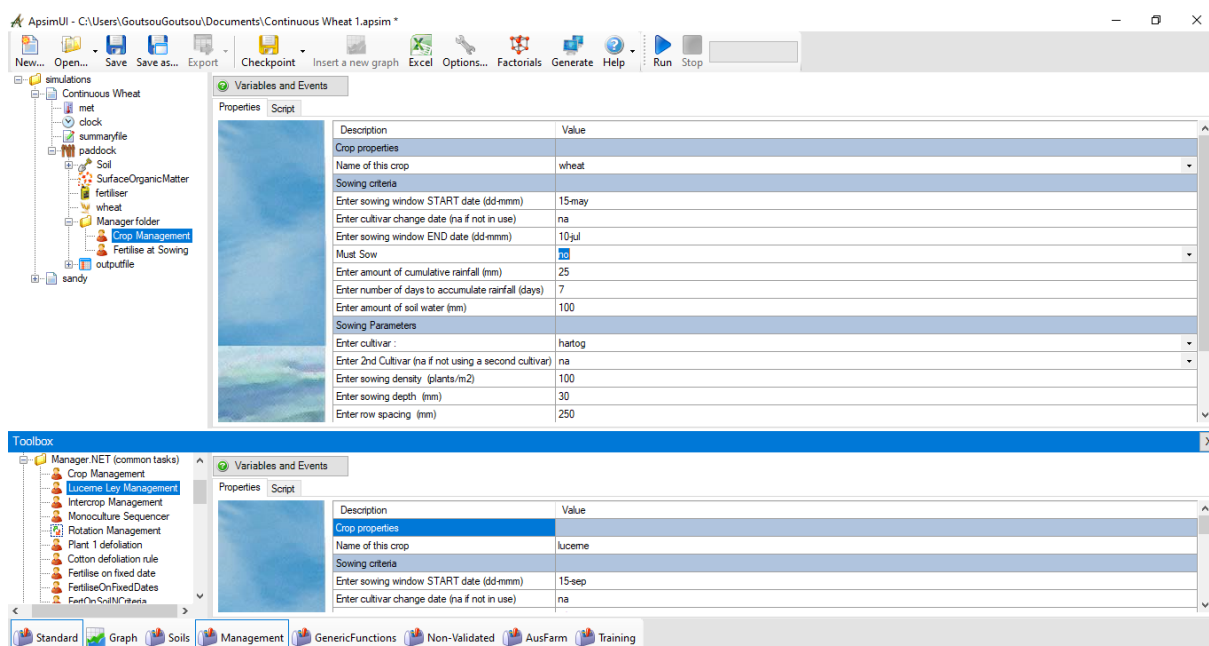 ApsimUI - C:\Users\GoutsouGoutsou\Documents\Continuous Wheat 1.apsim *
New... Open... Save Save as... Export Checkpoint Insert a new graph Excel Options... Factorials Generate Help Run Stop
simulations
Continuous Wheat
met
clock
summaryfile
paddock
Soil
SurfaceOrganicMatter
fertiliser
wheat
Manager folder
Crop Management
Fertilise at Sowing
outputfile
sandy
Variables and Events
Properties Script
Description Value
Crop properties
Name of this crop wheat
Sowing criteria
Enter sowing window START date (dd-mmm) 15-may
Enter cultivar change date (na if not in use) na
Enter sowing window END date (dd-mmm) 10-jul
Must Sow no
Enter amount of cumulative rainfall (mm) 25
Enter number of days to accumulate rainfall (days) 7
Enter amount of soil water (mm) 100
Sowing Parameters
Enter cultivar : hartog
Enter 2nd Cultivar (na if not using a second cultivar) na
Enter sowing density (plants/m2) 100
Enter sowing depth (mm) 30
Enter row spacing (mm) 250
Toolbox
Manager.NET (common tasks)
Crop Management
Lucerne Ley Management
Intercrop Management
Monoculture Sequencer
Rotation Management
Plant 1 defoliation
Cotton defoliation rule
Fertilise on fixed date
FertiliseOnFixedDates
FertOnSoilNCriteria
Variables and Events
Properties Script
Description Value
Crop properties
Name of this crop lucerne
Sowing criteria
Enter sowing window START date (dd-mmm) 15-sep
Enter cultivar change date (na if not in use) na
Standard Graph Soils Management GenericFunctions Non-Validated AusFarm Training